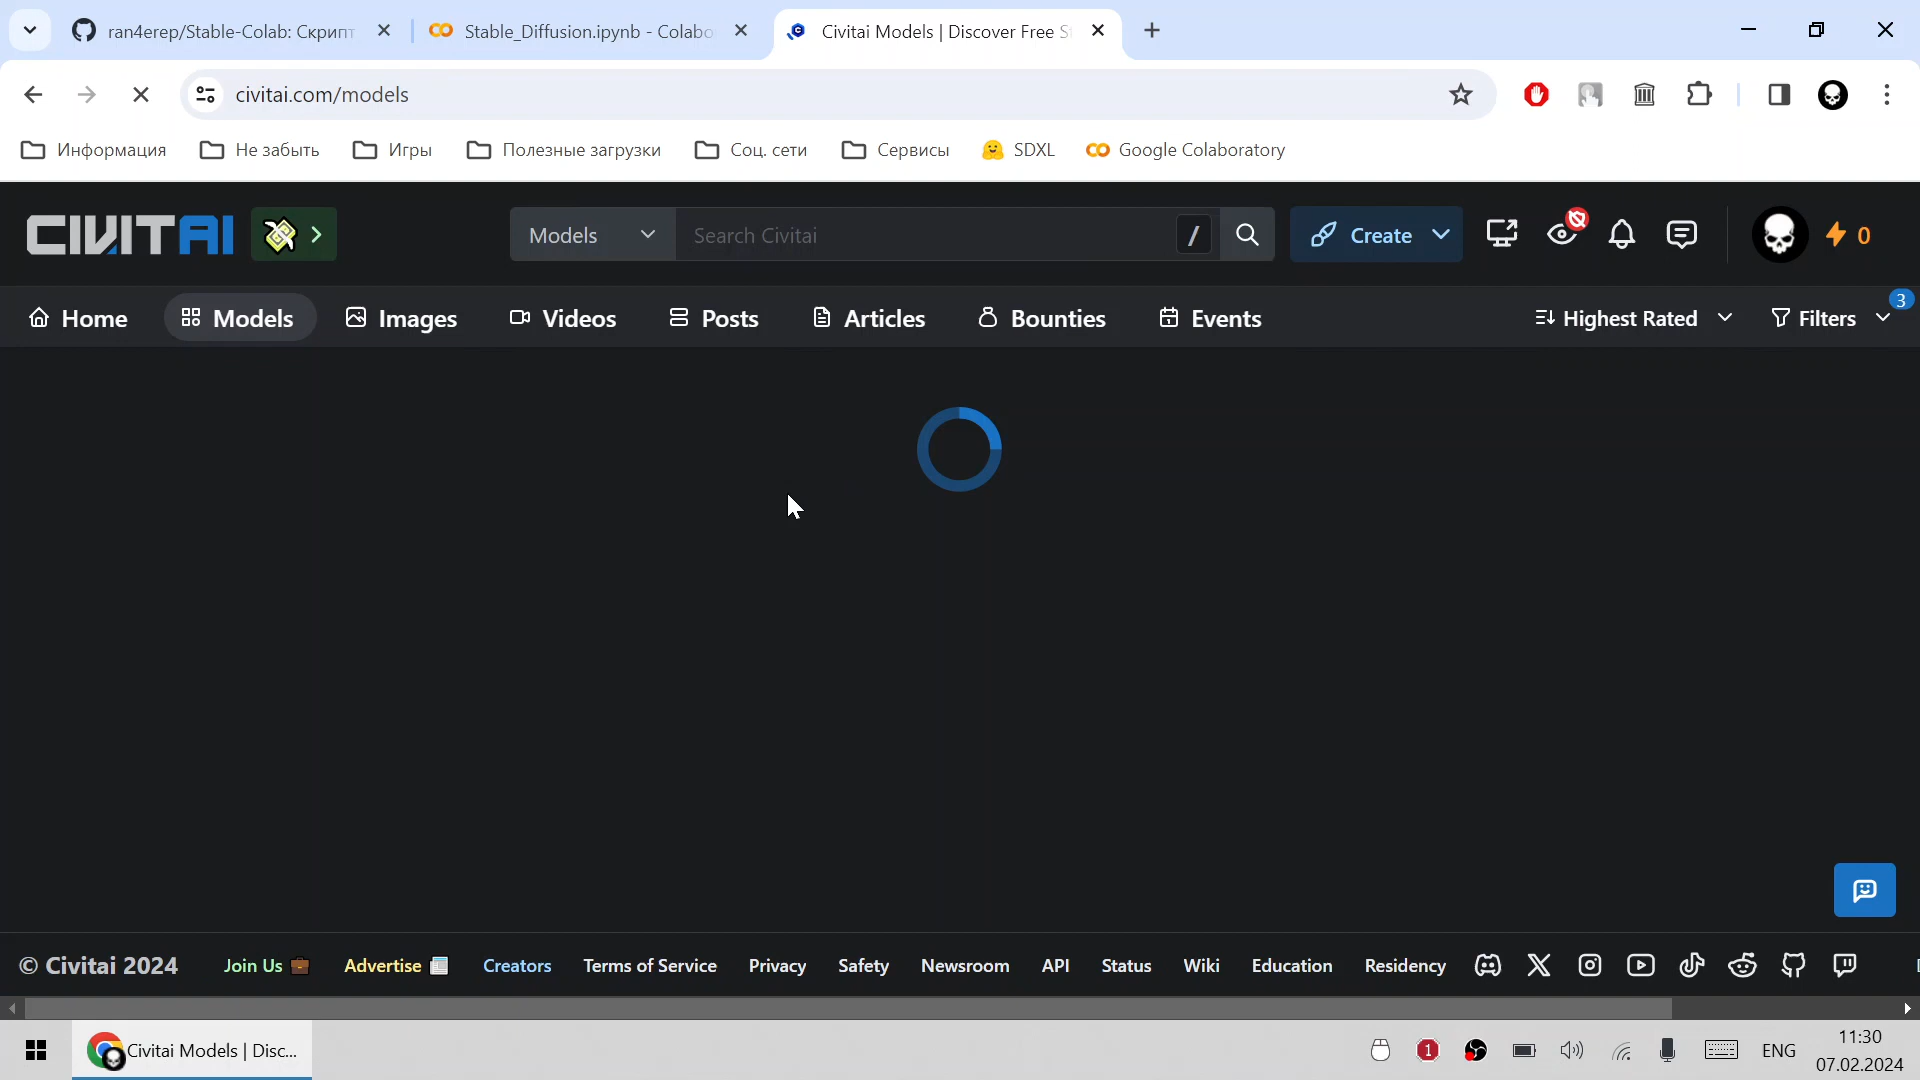 ran4erep/Stable-Colab: Скрипт
Stable_Diffusion.ipynb - Colabo
Civitai Models | Discover Free S
civitai.com/models
Информация
Не забыть
Игры
Полезные загрузки
Соц. сети
Сервисы
SDXL
Google Colaboratory
CIVITAI
Models
Search Civitai
/
Create
0
Home
Models
Images
Videos
Posts
Articles
Bounties
Events
Highest Rated
Filters
3
© Civitai 2024
Join Us
Advertise
Creators
Terms of Service
Privacy
Safety
Newsroom
API
Status
Wiki
Education
Residency
Civitai Models | Disc...
1
ENG
11:30
07.02.2024